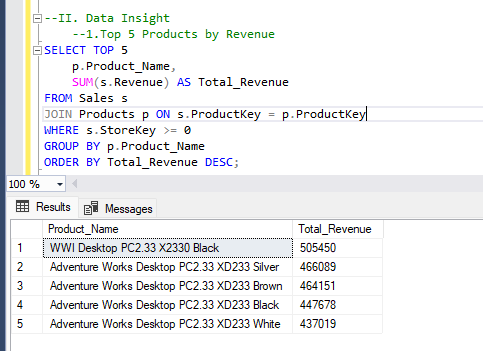 --II. Data Insight
--1.Top 5 Products by Revenue
SELECT TOP 5
p.Product_Name,
SUM(s.Revenue) AS Total_Revenue
FROM Sales s
JOIN Products p ON s.ProductKey = p.ProductKey
WHERE s.StoreKey >= 0
GROUP BY p.Product_Name
ORDER BY Total_Revenue DESC;
100 %
Results Messages
Product_Name Total_Revenue
1 WWI Desktop PC2.33 X2330 Black 505450
2 Adventure Works Desktop PC2.33 XD233 Silver 466089
3 Adventure Works Desktop PC2.33 XD233 Brown 464151
4 Adventure Works Desktop PC2.33 XD233 Black 447678
5 Adventure Works Desktop PC2.33 XD233 White 437019